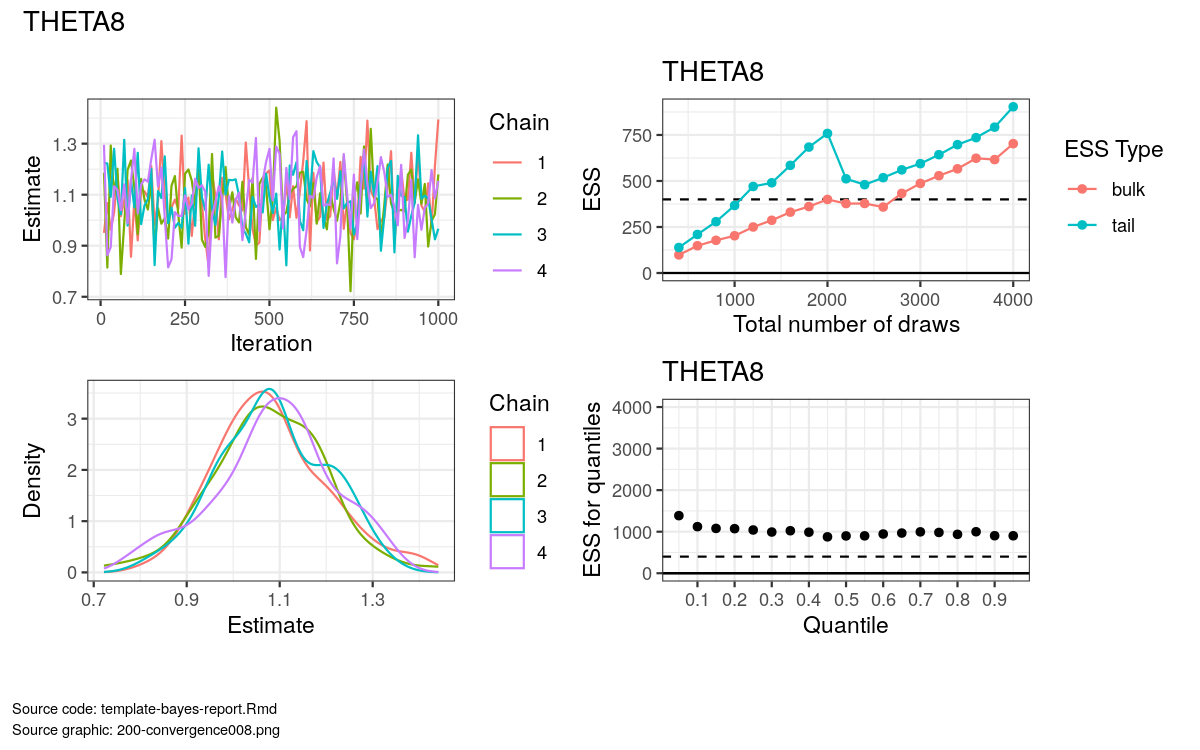 THETA8
Estimate
1.3
1.1
0.9
0.7
0
250
500
750
1000
Iteration
Chain
1
2
3
4
THETA8
ESS
750
500
250
0
1000
2000
3000
4000
Total number of draws
ESS Type
bulk
tail
Density
3
2
1
0
0.7
0.9
1.1
1.3
Estimate
Chain
1
2
3
4
THETA8
ESS for quantiles
4000
3000
2000
1000
0
0.1
0.2
0.3
0.4
0.5
0.6
0.7
0.8
0.9
Quantile
Source code: template-bayes-report.Rmd
Source graphic: 200-convergence008.png